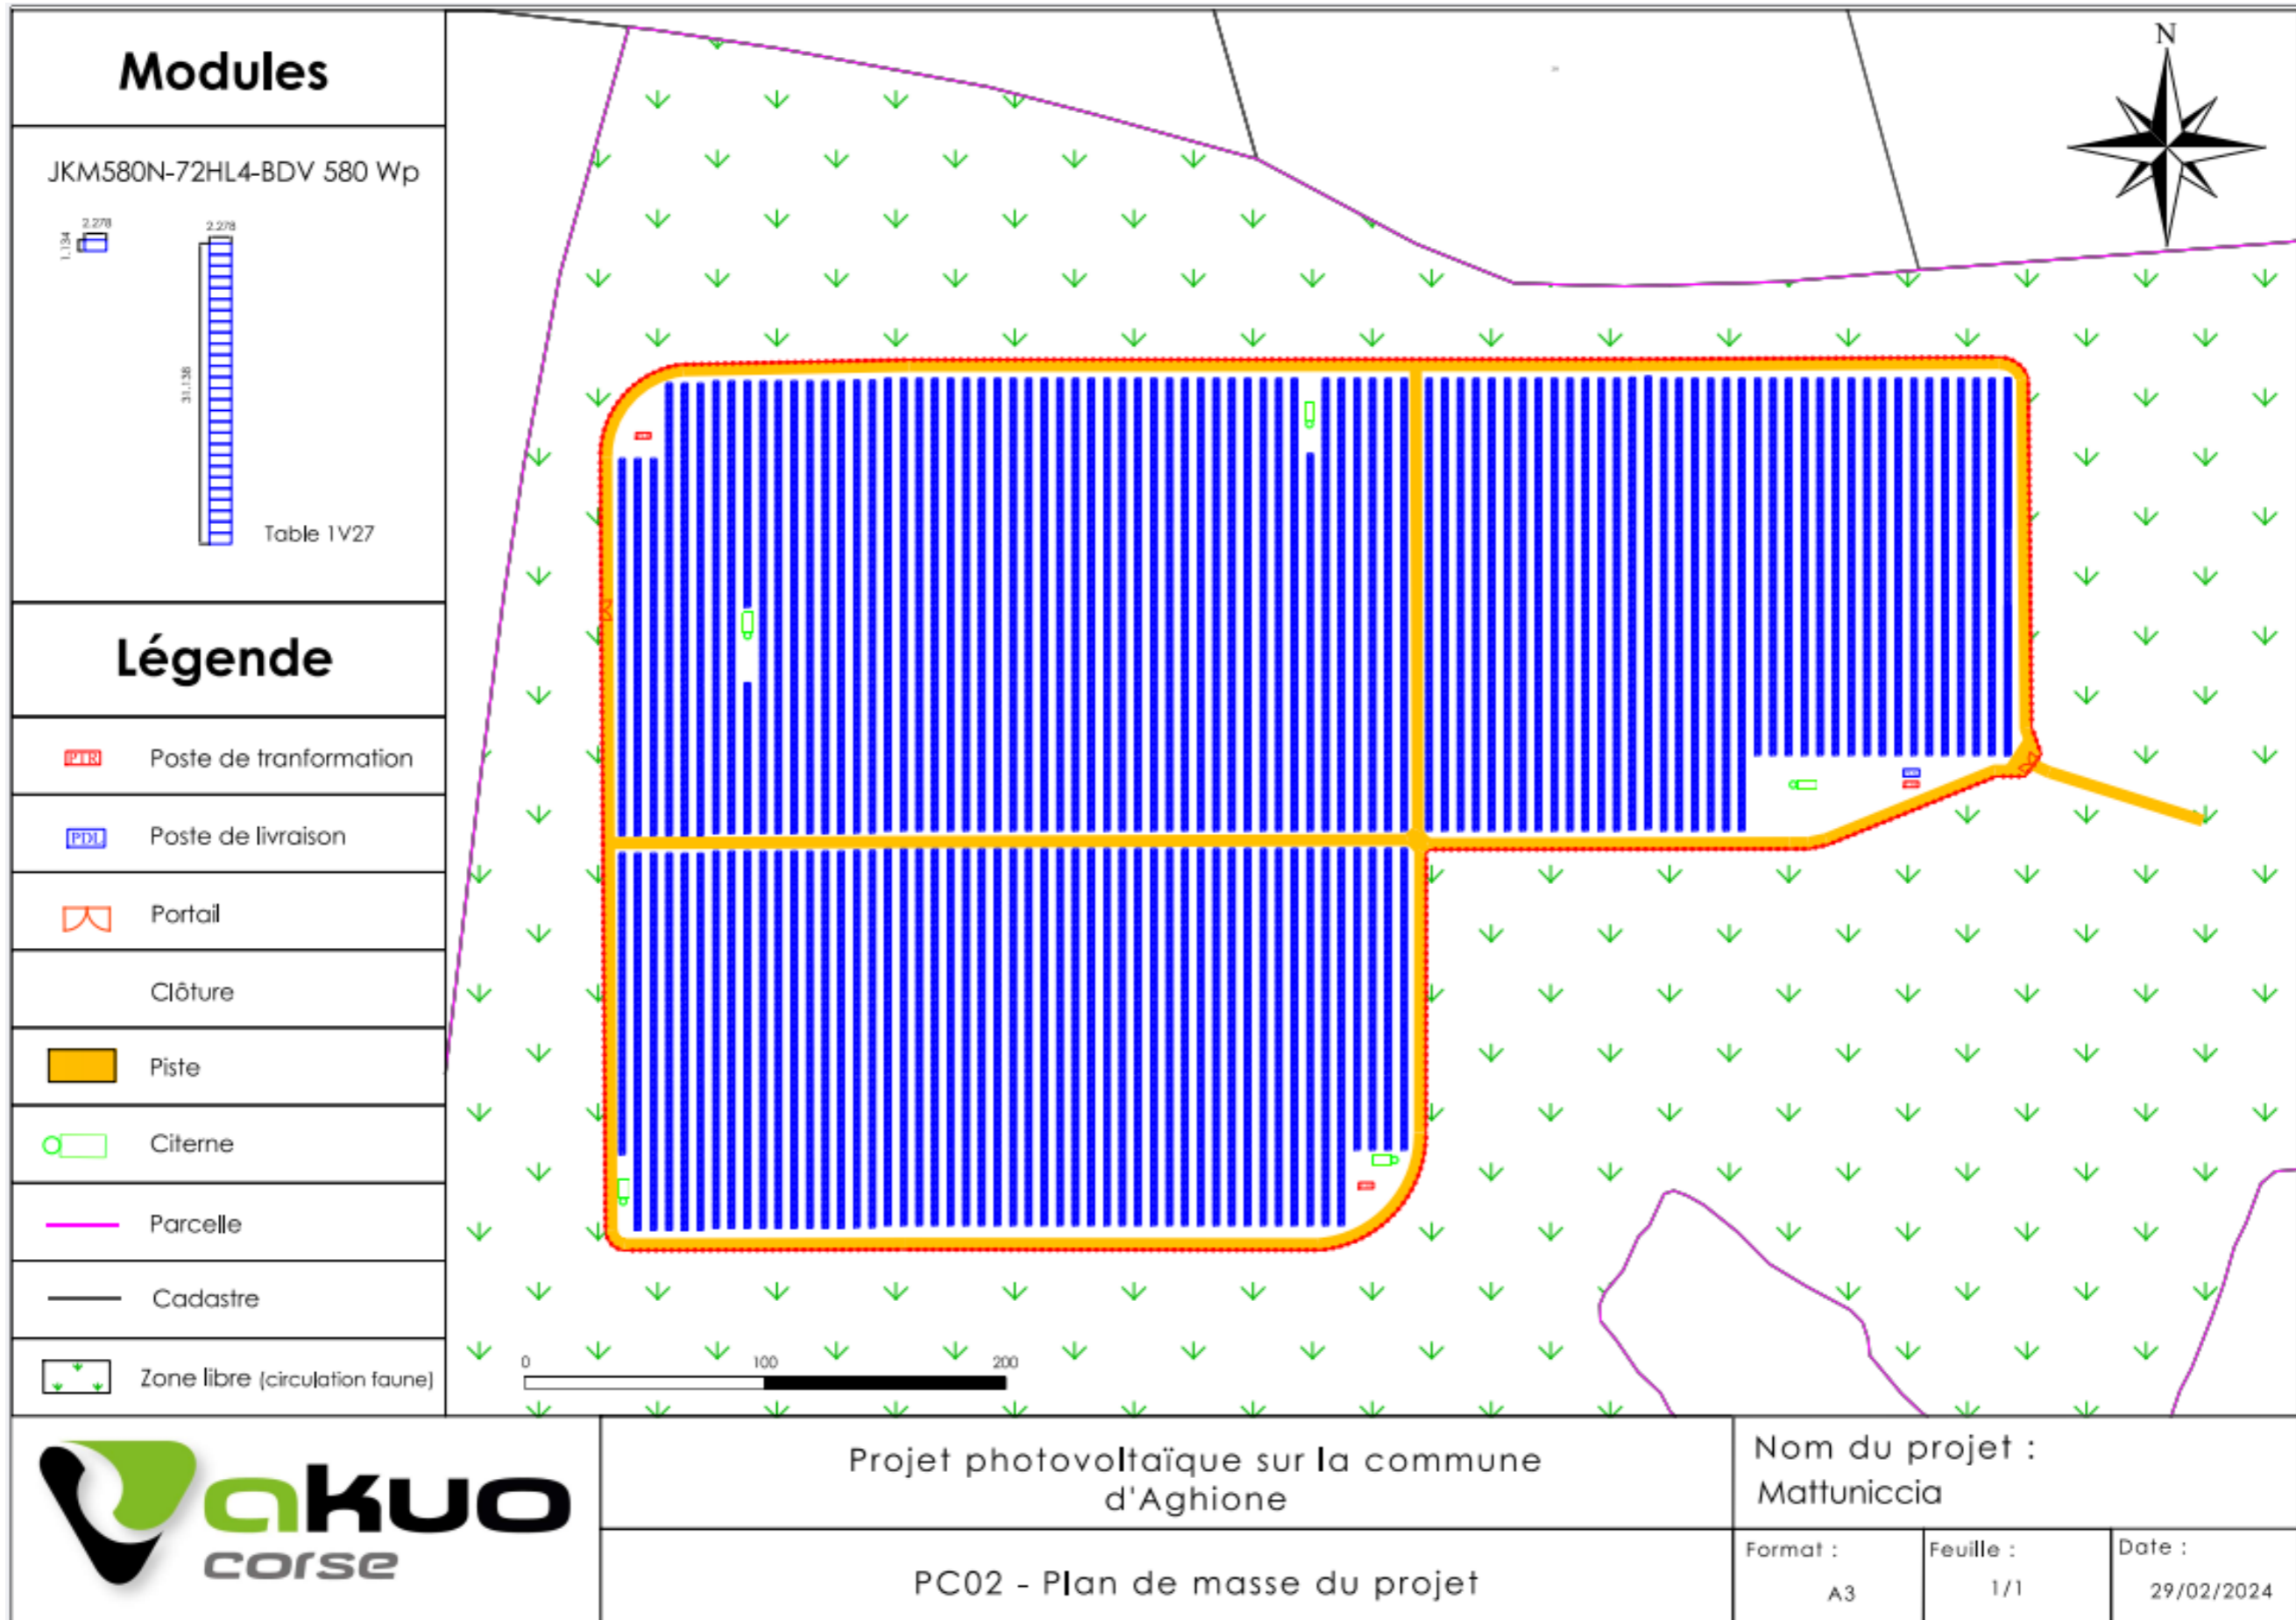 Modules
JKM580N-72HL4-BDV 580 Wp
2.278
1.134
2.278
31.138
Table 1V27
Légende
PTR Poste de tranformation
PDL Poste de livraison
Portail
Clôture
Piste
Citerne
Parcelle
Cadastre
Zone libre (circulation faune)
N
0 100 200
akuo
corse
Projet photovoltaïque sur la commune
d'Aghione
PC02 - Plan de masse du projet
Nom du projet :
Mattuniccia
Format :
A3
Feuille :
1/1
Date :
29/02/2024